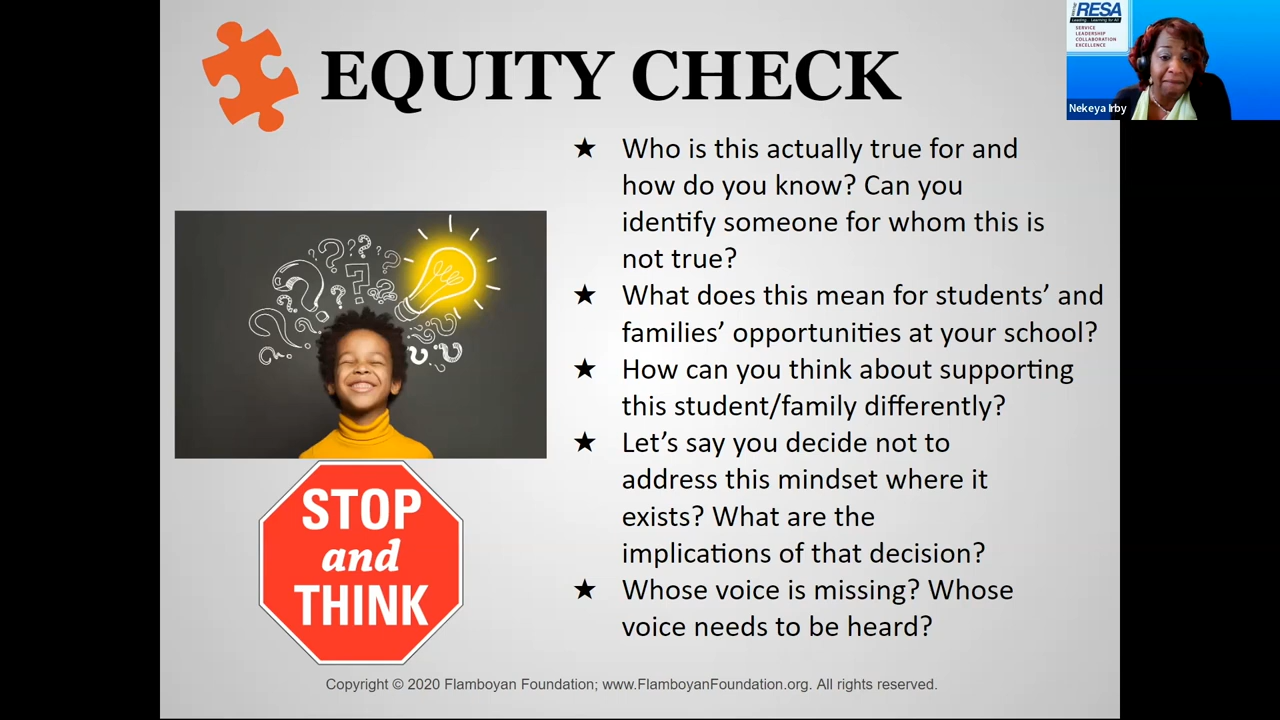 EQUITY CHECK
★ Who is this actually true for and
how do you know? Can you
identify someone for whom this is
not true?
★ What does this mean for students’ and
families’ opportunities at your school?
★ How can you think about supporting
this student/family differently?
★ Let’s say you decide not to
address this mindset where it
exists? What are the
implications of that decision?
★ Whose voice is missing? Whose
voice needs to be heard?
STOP
and
THINK
Copyright © 2020 Flamboyan Foundation; www.FlamboyanFoundation.org. All rights reserved.
RESA
Leading Learning for All
SERVICE
LEADERSHIP
COLLABORATION
EXCELLENCE
Nekeya Irby